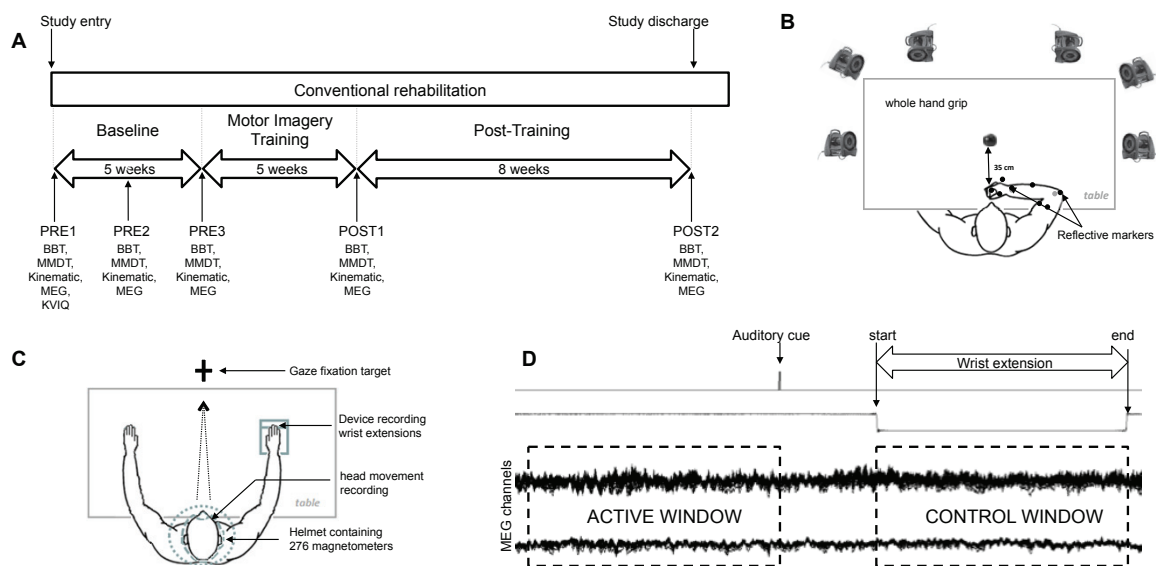 Study entry
Study discharge
A
Conventional rehabilitation
Baseline
Motor Imagery
Training
Post-Training
5 weeks
5 weeks
8 weeks
PRE1
BBT,
MMDT,
Kinematic,
MEG,
KVIQ
PRE2
BBT,
MMDT,
Kinematic,
MEG
PRE3
BBT,
MMDT,
Kinematic,
MEG
POST1
BBT,
MMDT,
Kinematic,
MEG
POST2
BBT,
MMDT,
Kinematic,
MEG
B
whole hand grip
35 cm
table
Reflective markers
C
Gaze fixation target
Device recording
wrist extensions
head movement
recording
table
Helmet containing
276 magnetometers
D
Auditory cue
start
end
Wrist extension
MEG channels
ACTIVE WINDOW
CONTROL WINDOW